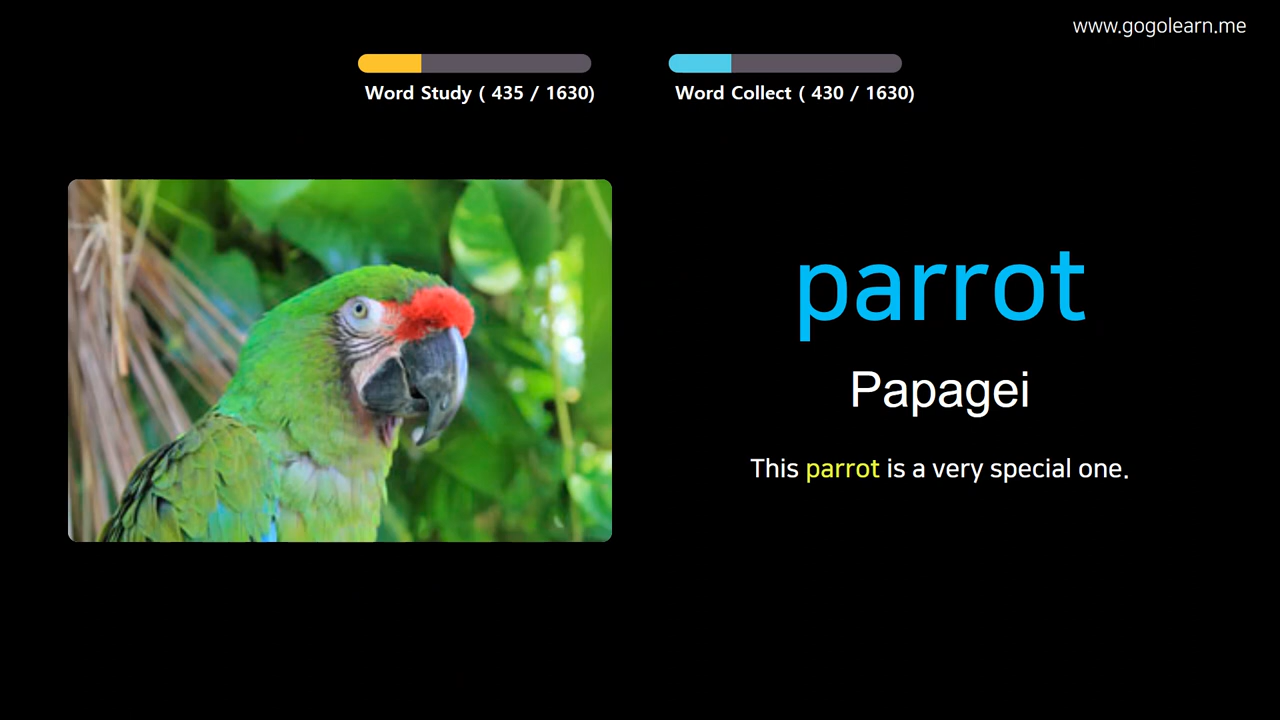 www.gogolearn.me
Word Study ( 435 / 1630)
Word Collect ( 430 / 1630)
parrot
Papagei
This parrot is a very special one.